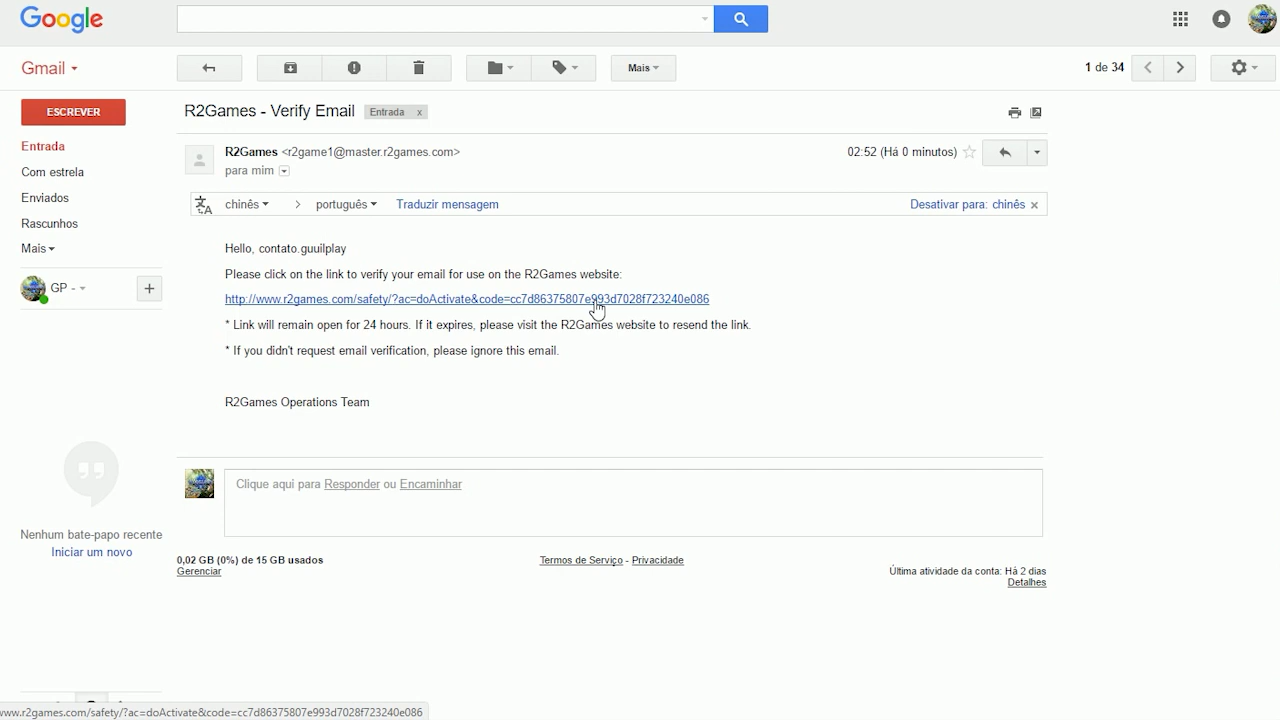 Google
Gmail
Mais
1 de 34
ESCREVER
R2Games - Verify Email
Entrada x
Entrada
R2Games <r2game1@master.r2games.com>
02:52 (Há 0 minutos)
para mim
Com estrela
Enviados
chinês > português Traduzir mensagem
Desativar para: chinês x
Rascunhos
Mais
Hello, contato.guuilplay
Please click on the link to verify your email for use on the R2Games website:
GP -
+
http://www.r2games.com/safety/?ac=doActivate&code=cc7d86375807e993d7028f723240e086
* Link will remain open for 24 hours. If it expires, please visit the R2Games website to resend the link.
* If you didn't request email verification, please ignore this email.
R2Games Operations Team
Clique aqui para Responder ou Encaminhar
Nenhum bate-papo recente
Iniciar um novo
0,02 GB (0%) de 15 GB usados
Gerenciar
Termos de Serviço - Privacidade
Última atividade da conta: Há 2 dias
Detalhes
www.r2games.com/safety/?ac=doActivate&code=cc7d86375807e993d7028f723240e086